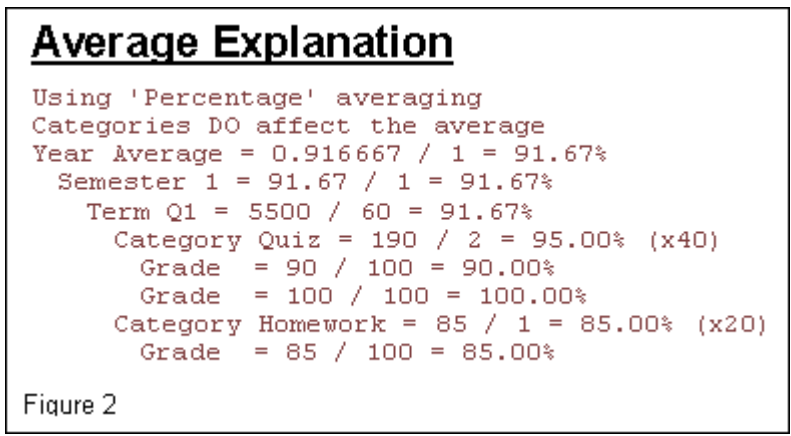 Average Explanation
Using 'Percentage' averaging
Categories DO affect the average
Year Average = 0.916667 / 1 = 91.67%
Semester 1 = 91.67 / 1 = 91.67%
Term Q1 = 5500 / 60 = 91.67%
Category Quiz = 190 / 2 = 95.00% (x40)
Grade = 90 / 100 = 90.00%
Grade = 100 / 100 = 100.00%
Category Homework = 85 / 1 = 85.00% (x20)
Grade = 85 / 100 = 85.00%
Figure 2